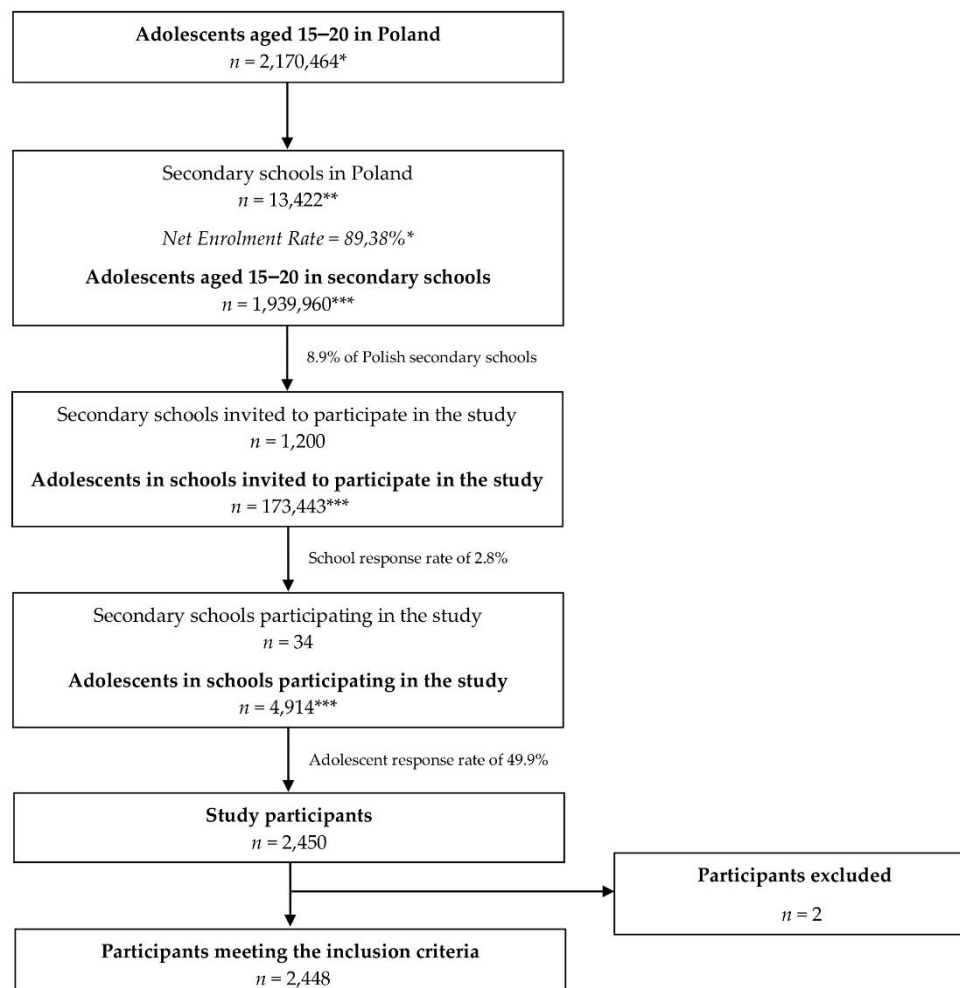 Adolescents aged 15–20 in Poland
n = 2,170,464*
Secondary schools in Poland
n = 13,422**
Net Enrolment Rate = 89,38%*
Adolescents aged 15–20 in secondary schools
n = 1,939,960***
8.9% of Polish secondary schools
Secondary schools invited to participate in the study
n = 1,200
Adolescents in schools invited to participate in the study
n = 173,443***
School response rate of 2.8%
Secondary schools participating in the study
n = 34
Adolescents in schools participating in the study
n = 4,914***
Adolescent response rate of 49.9%
Study participants
n = 2,450
Participants excluded
n = 2
Participants meeting the inclusion criteria
n = 2,448